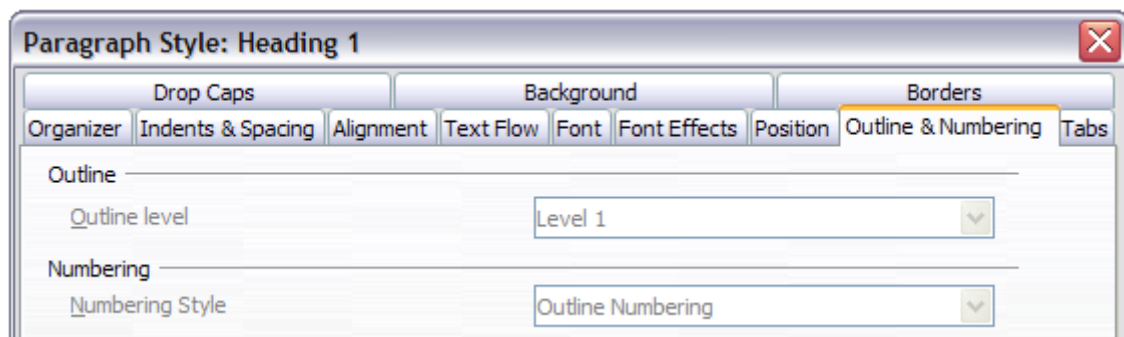 Paragraph Style: Heading 1
Drop Caps Background Borders
Organizer Indents & Spacing Alignment Text Flow Font Font Effects Position Outline & Numbering Tabs
Outline
Outline level Level 1
Numbering
Numbering Style Outline Numbering